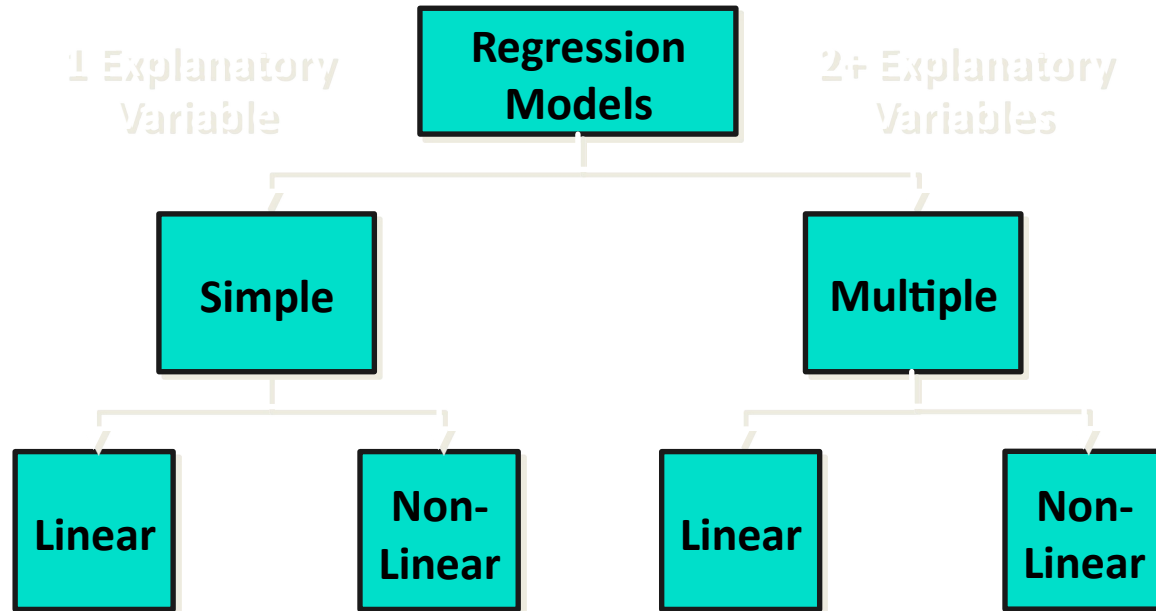 1 Explanatory
Variable
Regression
Models
2+ Explanatory
Variables
Simple
Multiple
Linear
Non-
Linear
Linear
Non-
Linear